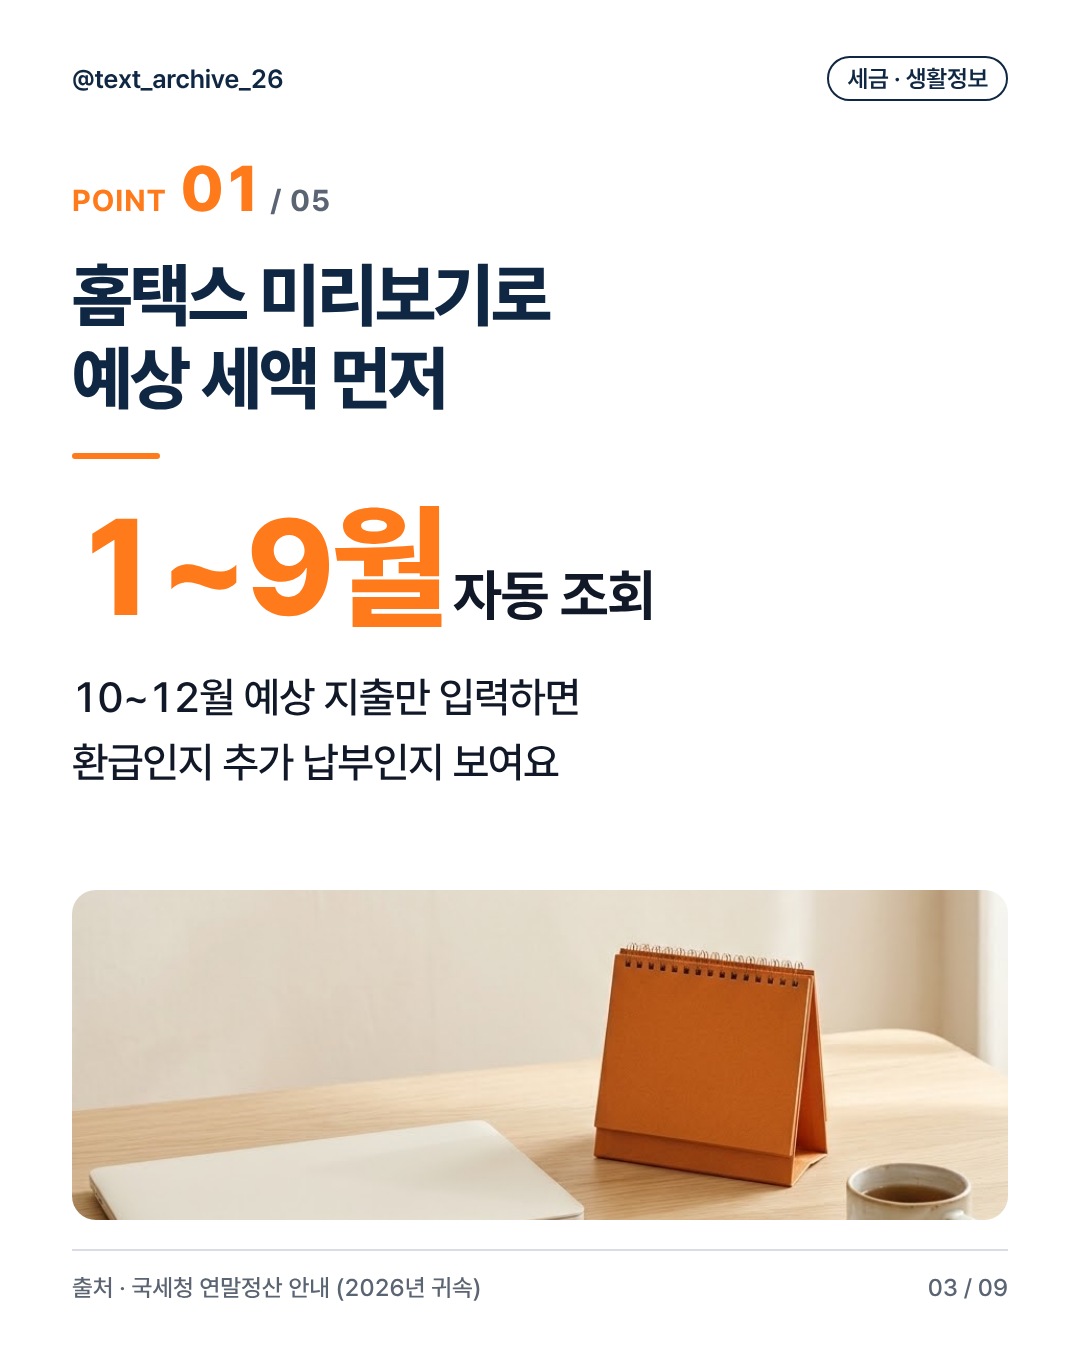 @text_archive_26
세금 · 생활정보
POINT 01 / 05
홈택스 미리보기로
예상 세액 먼저
1~9월 자동 조회
10~12월 예상 지출만 입력하면
환급인지 추가 납부인지 보여요
출처 · 국세청 연말정산 안내 (2026년 귀속)
03 / 09